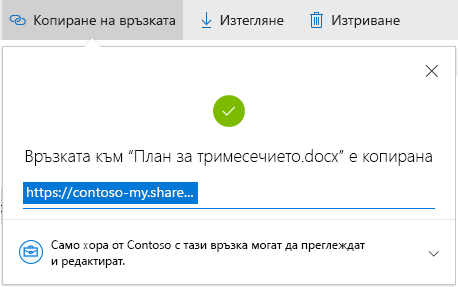 Копиране на връзката Изтегляне Изтриване
Връзката към “План за тримесечието.docx” е копирана
https://contoso-my.share...
Само хора от Contoso с тази връзка могат да преглеждат
и редактират.